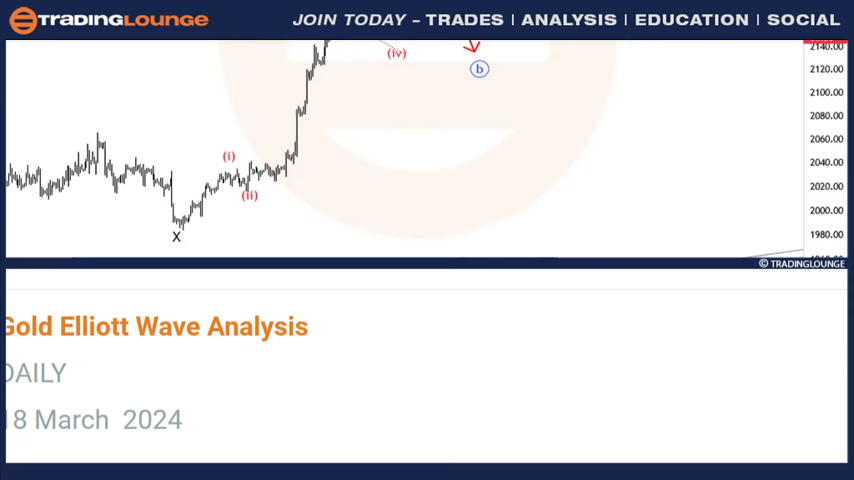 TRADINGLOUNGE
JOIN TODAY - TRADES | ANALYSIS | EDUCATION | SOCIAL
2140.00
(iv)
b
2120.00
2100.00
2080.00
2060.00
(i)
2040.00
2020.00
(ii)
2000.00
X
1980.00
© TRADINGLOUNGE
Gold Elliott Wave Analysis
DAILY
18 March 2024